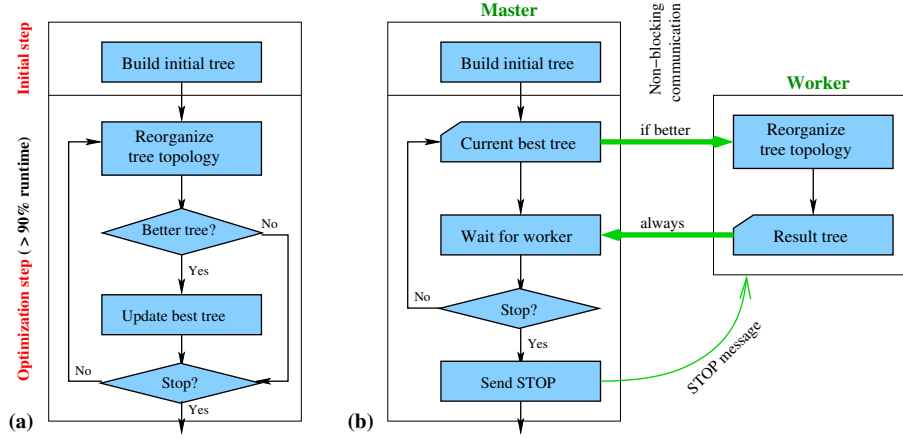 Initial step
Optimization step ( > 90% runtime)
Build initial tree
Reorganize
tree topology
Better tree?
No
Yes
Update best tree
Stop?
No
Yes
(a)
Master
Build initial tree
Non−blocking
communication
Current best tree
if better
Wait for worker
always
No
Stop?
Yes
Send STOP
STOP message
(b)
Worker
Reorganize
tree topology
Result tree